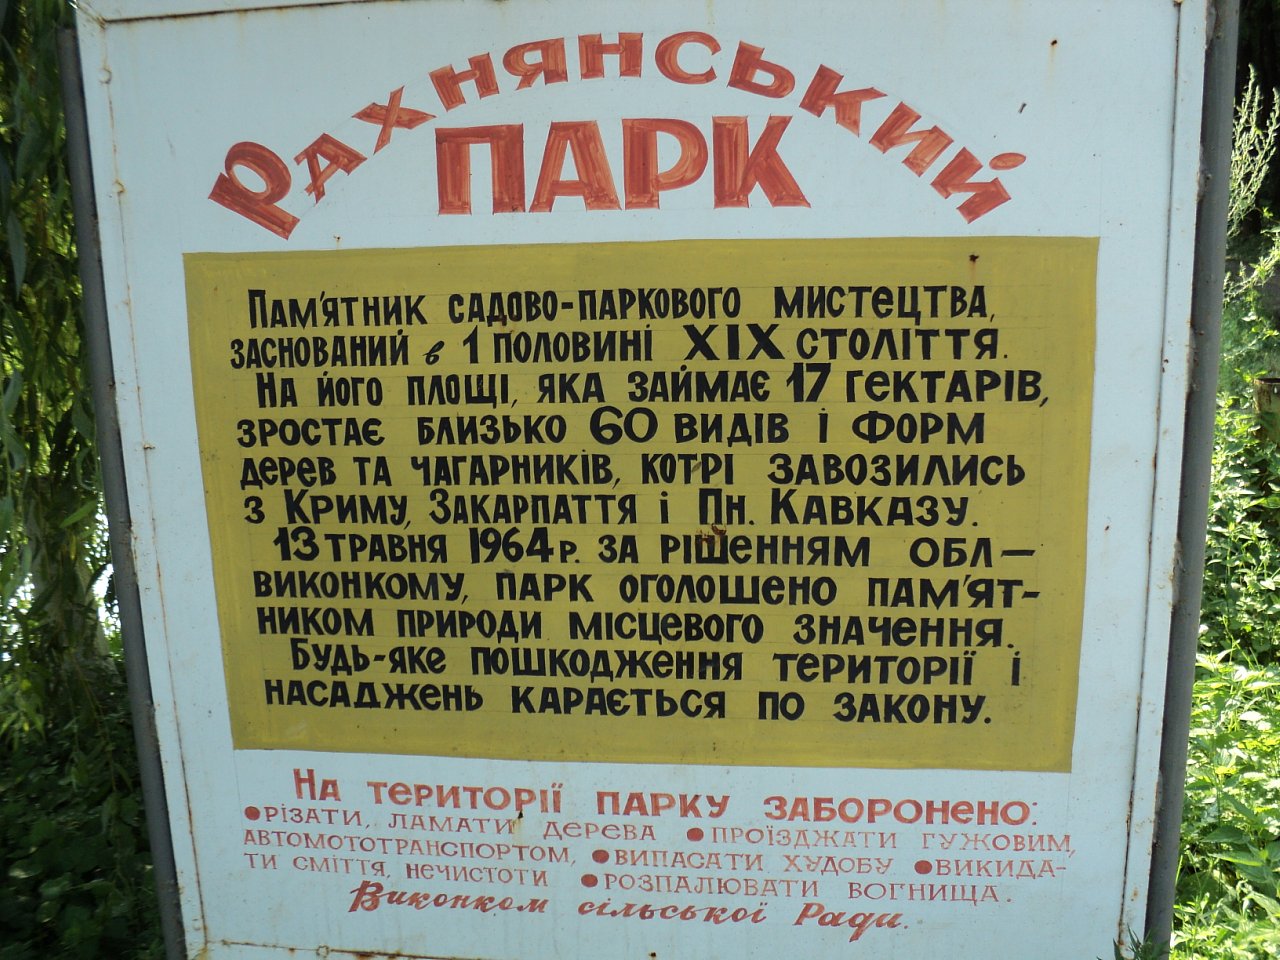 РАХНЯНСЬКИЙ
ПАРК
ПАМ'ЯТНИК САДОВО-ПАРКОВОГО МИСТЕЦТВА,
ЗАСНОВАНИЙ в 1 ПОЛОВИНІ XIX СТОЛІТТЯ.
НА ЙОГО ПЛОЩІ, ЯКА ЗАЙМАЄ 17 ГЕКТАРІВ,
ЗРОСТАЄ БЛИЗЬКО 60 ВИДІВ І ФОРМ
ДЕРЕВ ТА ЧАГАРНИКІВ, КОТРІ ЗАВОЗИЛИСЬ
З КРИМУ, ЗАКАРПАТТЯ І ПН. КАВКАЗУ.
13 ТРАВНЯ 1964 Р. ЗА РІШЕННЯМ ОБЛ—
ВИКОНКОМУ, ПАРК ОГОЛОШЕНО ПАМ'ЯТ-
НИКОМ ПРИРОДИ МІСЦЕВОГО ЗНАЧЕННЯ.
БУДЬ-ЯКЕ ПОШКОДЖЕННЯ ТЕРИТОРІЇ І
НАСАДЖЕНЬ КАРАЄТЬСЯ ПО ЗАКОНУ.
НА ТЕРИТОРІЇ ПАРКУ ЗАБОРОНЕНО:
•РІЗАТИ, ЛАМАТИ ДЕРЕВА •ПРОЇЗДЖАТИ ГУЖОВИМ,
АВТОМОТОТРАНСПОРТОМ, •ВИПАСАТИ ХУДОБУ •ВИКИДА-
ТИ СМІТТЯ, НЕЧИСТОТИ •РОЗПАЛЮВАТИ ВОГНИЩА.
Виконком сільської Ради.